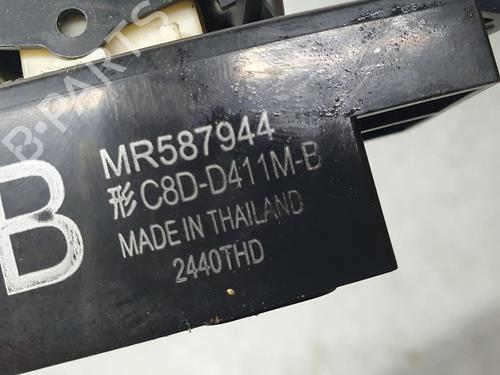 B-PARTS
B
MR587944
形 C8D-D411M-B
MADE IN THAILAND
2440THD